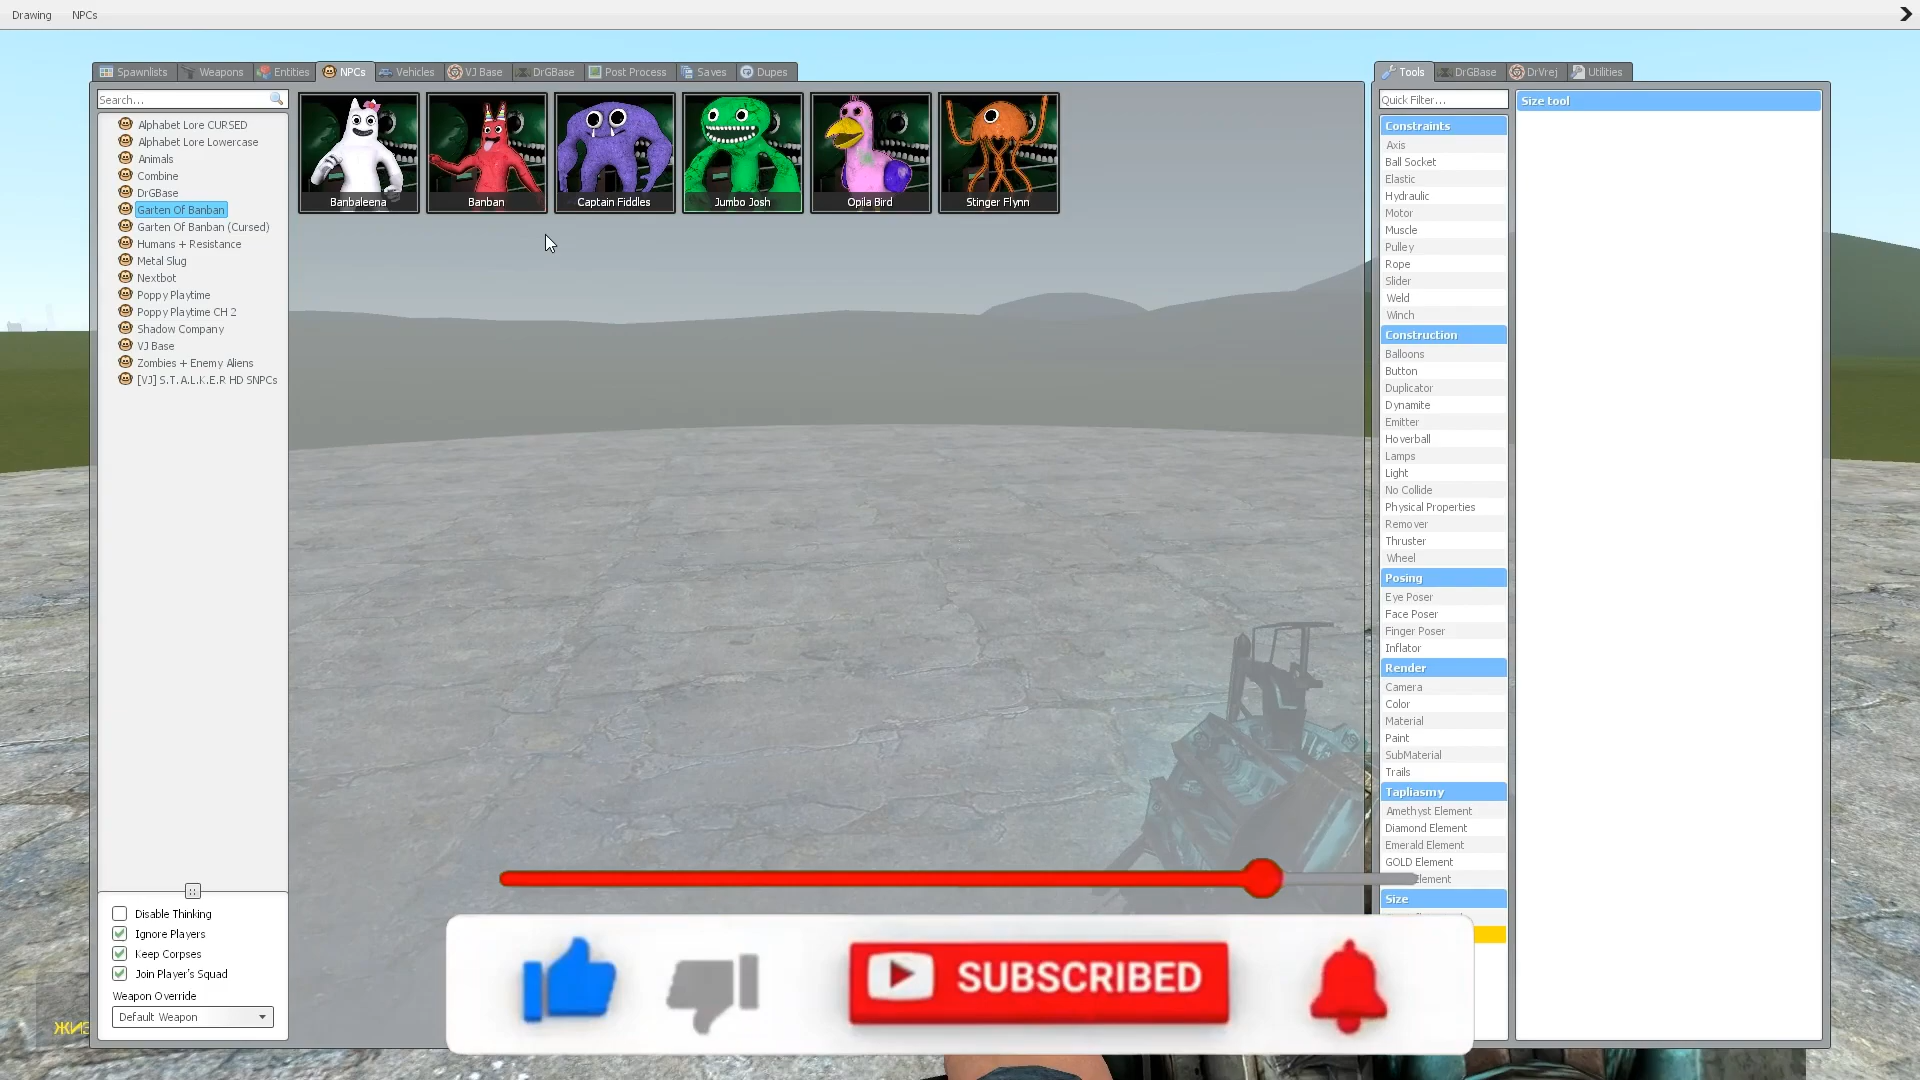 Drawing NPCs
Spawnlists Weapons Entities NPCs Vehicles VJ Base DrGBase Post Process Saves Dupes
Search...
Alphabet Lore CURSED
Alphabet Lore Lowercase
Animals
Combine
DrGBase
Garten Of Banban
Garten Of Banban (Cursed)
Humans + Resistance
Metal Slug
Nextbot
Poppy Playtime
Poppy Playtime CH 2
Shadow Company
VJ Base
Zombies + Enemy Aliens
[VJ] S.T.A.L.K.E.R HD SNPCs
Disable Thinking
Ignore Players
Keep Corpses
Join Player's Squad
Weapon Override
Default Weapon
ЖИЗ
Banbaleena Banban Captain Fiddles Jumbo Josh Opila Bird Stinger Flynn
SUBSCRIBED
Tools DrGBase DrVrej Utilities
Quick Filter...
Constraints
Axis
Ball Socket
Elastic
Hydraulic
Motor
Muscle
Pulley
Rope
Slider
Weld
Winch
Construction
Balloons
Button
Duplicator
Dynamite
Emitter
Hoverball
Lamps
Light
No Collide
Physical Properties
Remover
Thruster
Wheel
Posing
Eye Poser
Face Poser
Finger Poser
Inflator
Render
Camera
Color
Material
Paint
SubMaterial
Trails
Tapliasmy
Amethyst Element
Diamond Element
Emerald Element
GOLD Element
Element
Size
Size tool